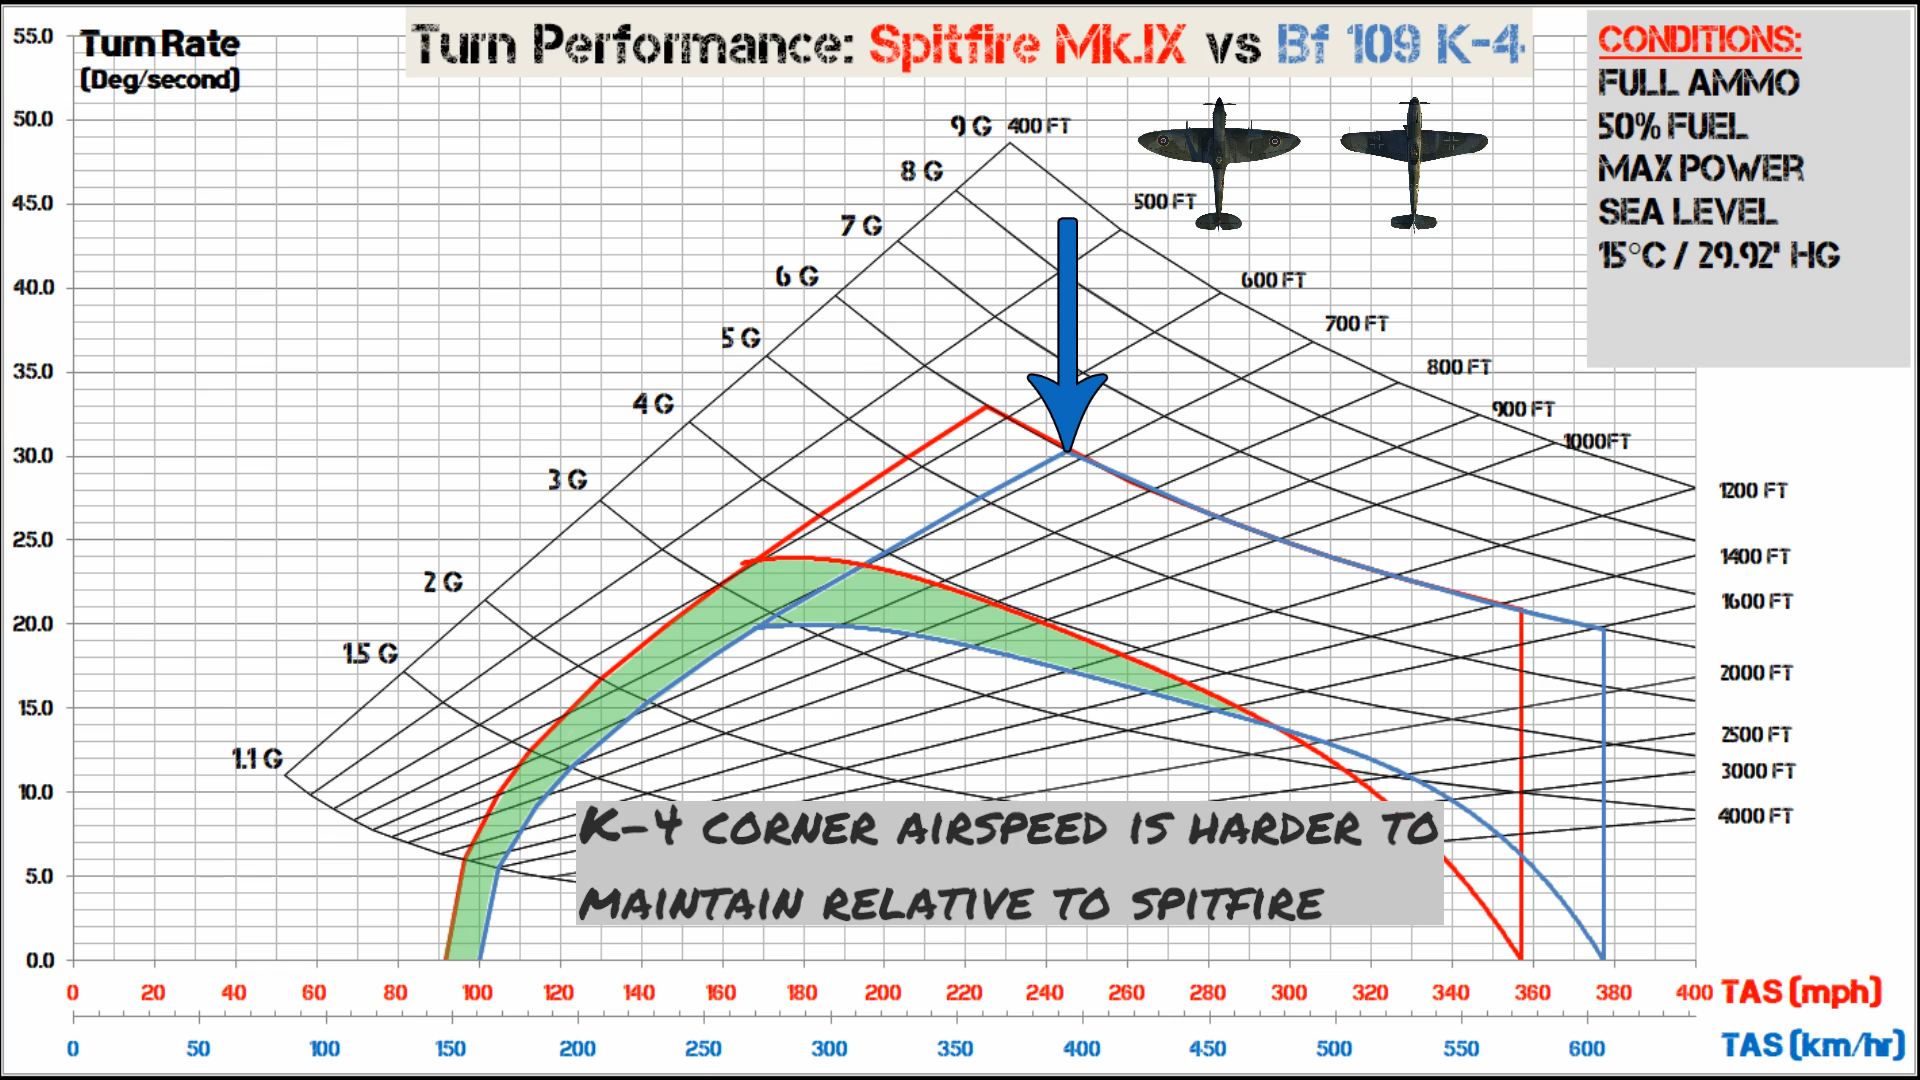 Turn Performance: Spitfire Mk.IX vs Bf 109 K-4
Turn Rate
(Deg/second)
CONDITIONS:
FULL AMMO
50% FUEL
MAX POWER
SEA LEVEL
15°C / 29.92' HG
55.0
50.0
45.0
40.0
35.0
30.0
25.0
20.0
15.0
10.0
5.0
0.0
9 G
8 G
7 G
6 G
5 G
4 G
3 G
2 G
1.5 G
1.1 G
400 FT
500 FT
600 FT
700 FT
800 FT
900 FT
1000FT
1200 FT
1400 FT
1600 FT
2000 FT
2500 FT
3000 FT
4000 FT
K-4 CORNER AIRSPEED IS HARDER TO
MAINTAIN RELATIVE TO SPITFIRE
0 20 40 60 80 100 120 140 160 180 200 220 240 260 280 300 320 340 360 380 400 TAS (mph)
0 50 100 150 200 250 300 350 400 450 500 550 600 TAS (km/hr)